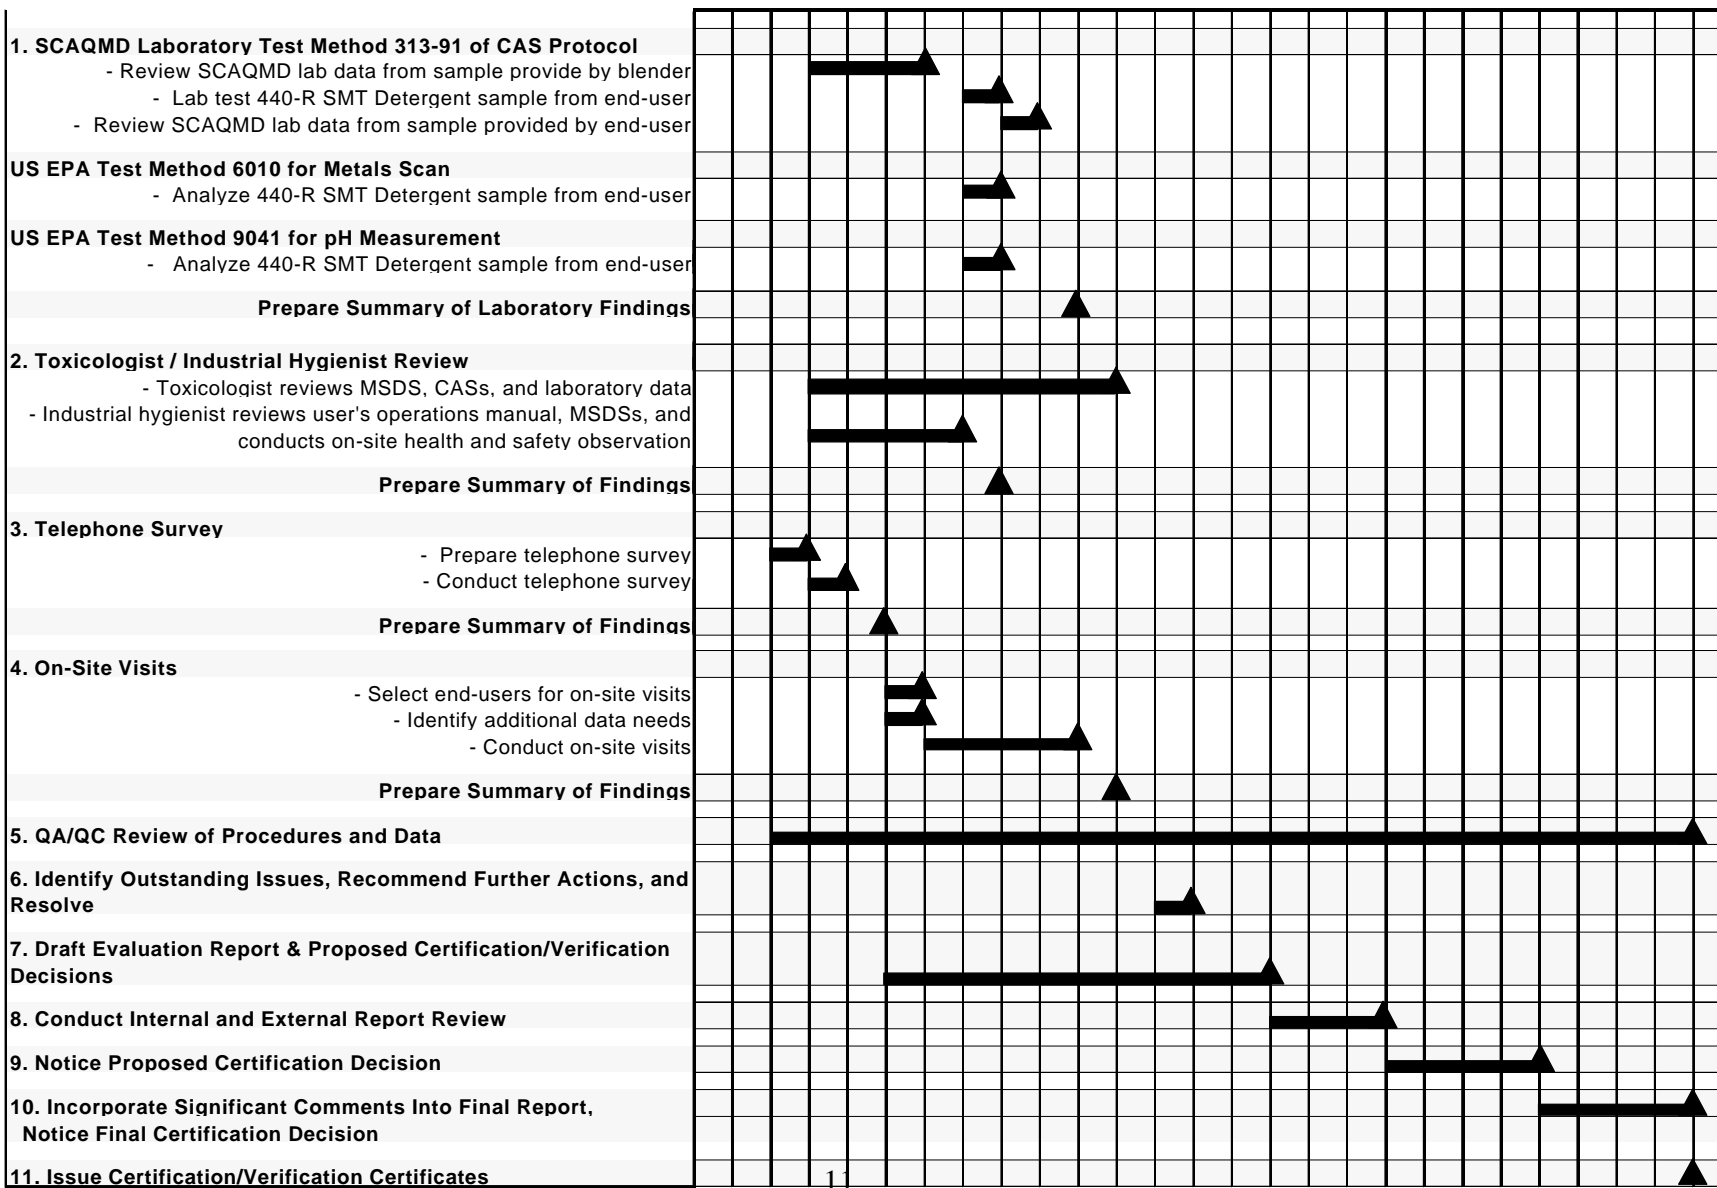 1. SCAQMD Laboratory Test Method 313-91 of CAS Protocol
- Review SCAQMD lab data from sample provide by blender
- Lab test 440-R SMT Detergent sample from end-user
- Review SCAQMD lab data from sample provided by end-user
US EPA Test Method 6010 for Metals Scan
- Analyze 440-R SMT Detergent sample from end-user
US EPA Test Method 9041 for pH Measurement
- Analyze 440-R SMT Detergent sample from end-user
Prepare Summary of Laboratory Findings
2. Toxicologist / Industrial Hygienist Review
- Toxicologist reviews MSDS, CASs, and laboratory data
- Industrial hygienist reviews user's operations manual, MSDSs, and
conducts on-site health and safety observation
Prepare Summary of Findings
3. Telephone Survey
- Prepare telephone survey
- Conduct telephone survey
Prepare Summary of Findings
4. On-Site Visits
- Select end-users for on-site visits
- Identify additional data needs
- Conduct on-site visits
Prepare Summary of Findings
5. QA/QC Review of Procedures and Data
6. Identify Outstanding Issues, Recommend Further Actions, and
Resolve
7. Draft Evaluation Report & Proposed Certification/Verification
Decisions
8. Conduct Internal and External Report Review
9. Notice Proposed Certification Decision
10. Incorporate Significant Comments Into Final Report,
Notice Final Certification Decision
11. Issue Certification/Verification Certificates
11